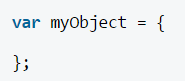 var myObject = {
};